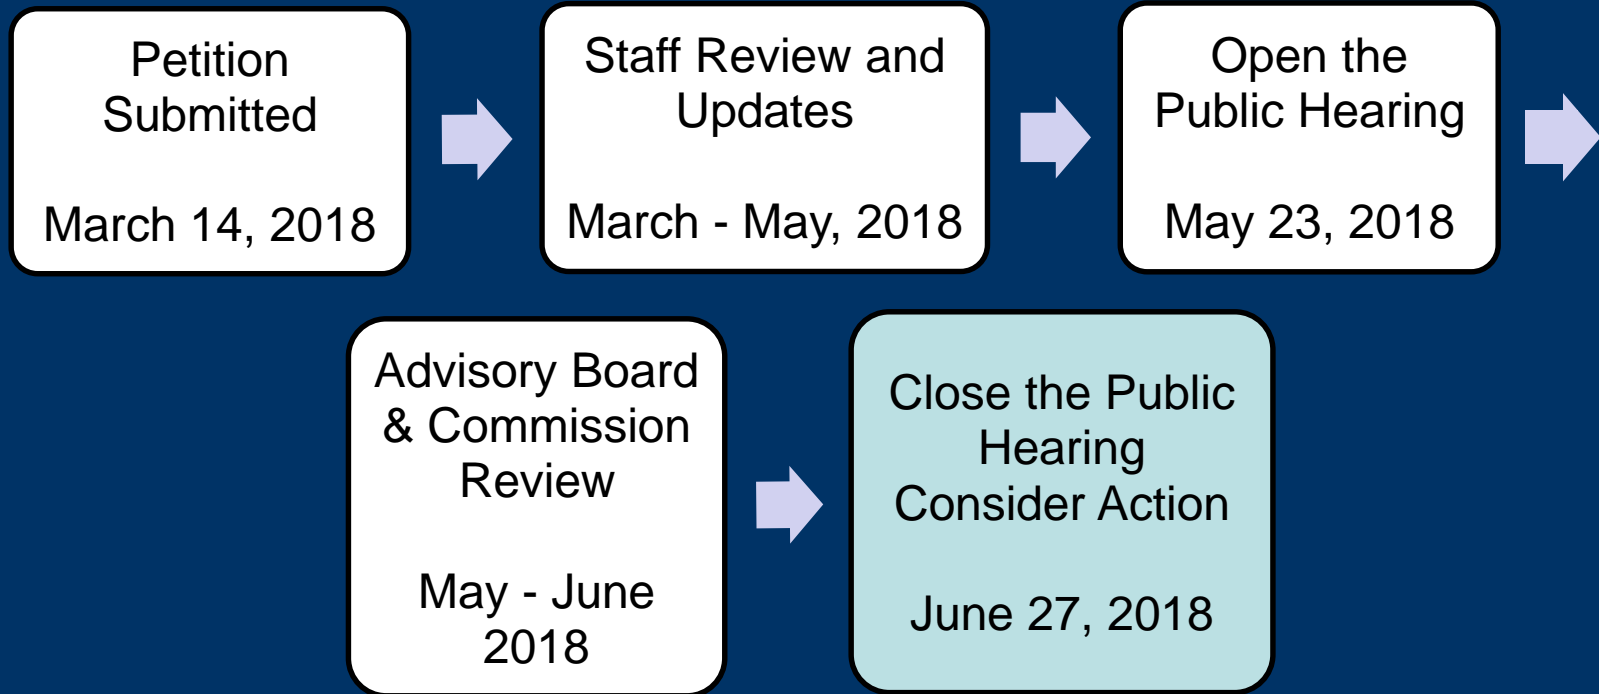 Petition
Submitted
March 14, 2018
Staff Review and
Updates
March - May, 2018
Open the
Public Hearing
May 23, 2018
Advisory Board
& Commission
Review
May - June
2018
Close the Public
Hearing
Consider Action
June 27, 2018